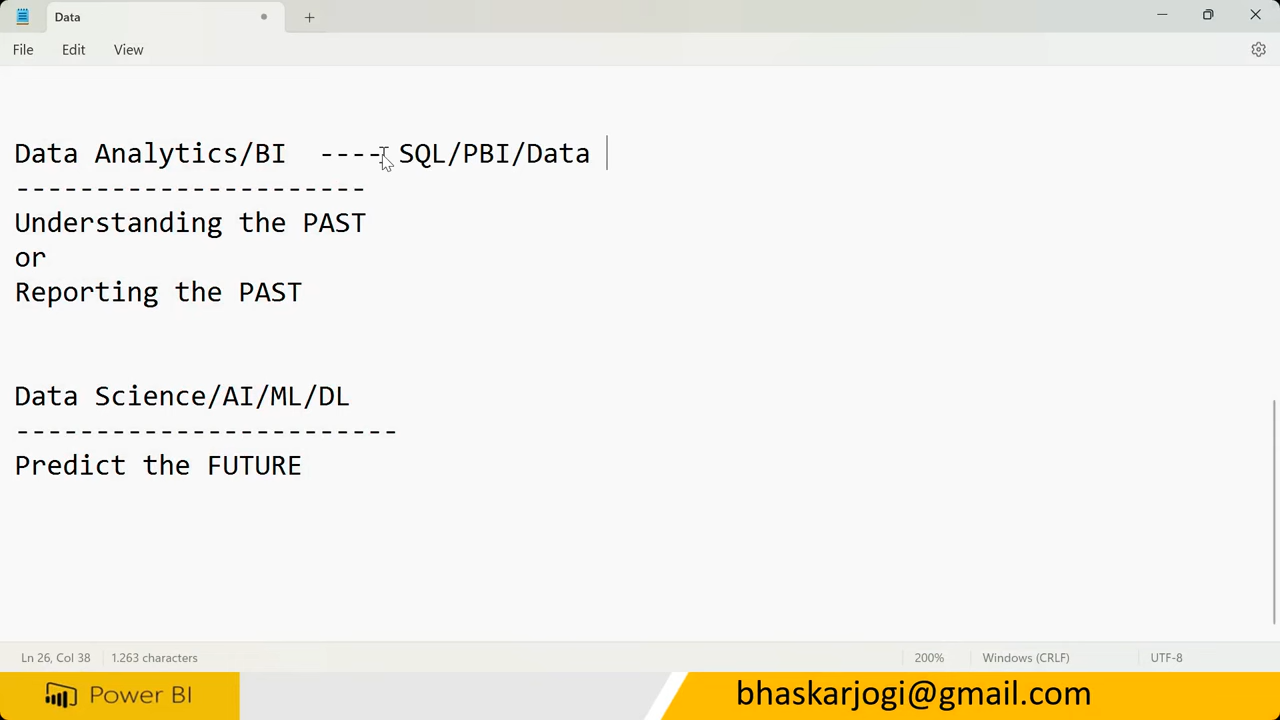 Data
File Edit View
Data Analytics/BI ---- SQL/PBI/Data
----------------------
Understanding the PAST
or
Reporting the PAST
Data Science/AI/ML/DL
------------------------
Predict the FUTURE
Ln 26, Col 38 1.263 characters 200% Windows (CRLF) UTF-8
Power BI bhaskarjogi@gmail.com